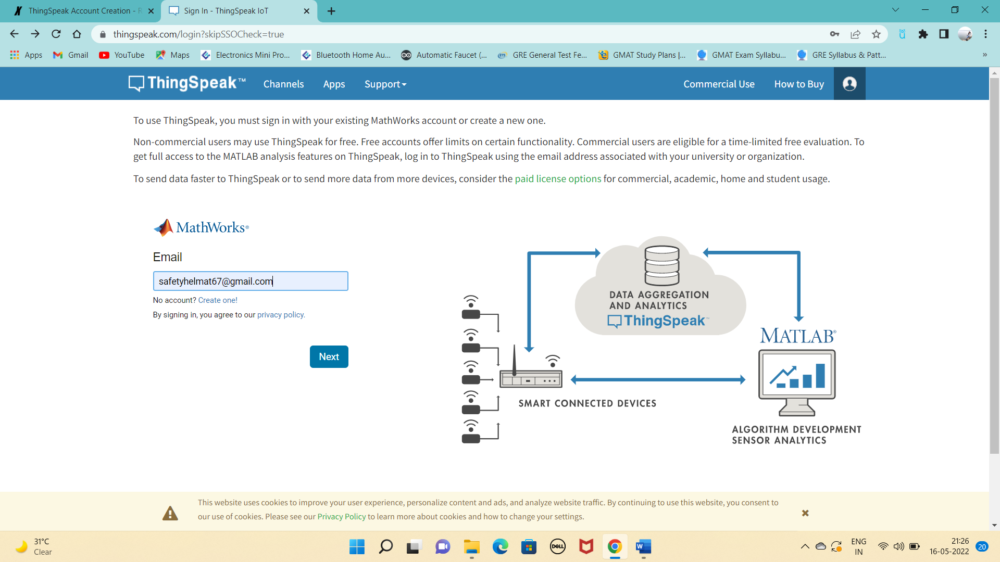 ThingSpeak Account Creation - R
Sign In - ThingSpeak IoT
thingspeak.com/login?skipSSOCheck=true
Apps
Gmail
YouTube
Maps
Electronics Mini Pro...
Bluetooth Home Au...
Automatic Faucet (...
GRE General Test Fe...
GMAT Study Plans |...
GMAT Exam Syllabu...
GRE Syllabus & Patt...
»
ThingSpeak™
Channels
Apps
Support
Commercial Use
How to Buy
To use ThingSpeak, you must sign in with your existing MathWorks account or create a new one.
Non-commercial users may use ThingSpeak for free. Free accounts offer limits on certain functionality. Commercial users are eligible for a time-limited free evaluation. To
get full access to the MATLAB analysis features on ThingSpeak, log in to ThingSpeak using the email address associated with your university or organization.
To send data faster to ThingSpeak or to send more data from more devices, consider the paid license options for commercial, academic, home and student usage.
MathWorks®
Email
safetyhelmat67@gmail.com
No account? Create one!
By signing in, you agree to our privacy policy.
Next
DATA AGGREGATION
AND ANALYTICS
ThingSpeak™
SMART CONNECTED DEVICES
MATLAB®
ALGORITHM DEVELOPMENT
SENSOR ANALYTICS
This website uses cookies to improve your user experience, personalize content and ads, and analyze website traffic. By continuing to use this website, you consent to
our use of cookies. Please see our Privacy Policy to learn more about cookies and how to change your settings.
31°C
Clear
DELL
W
ENG
IN
21:26
16-05-2022
20